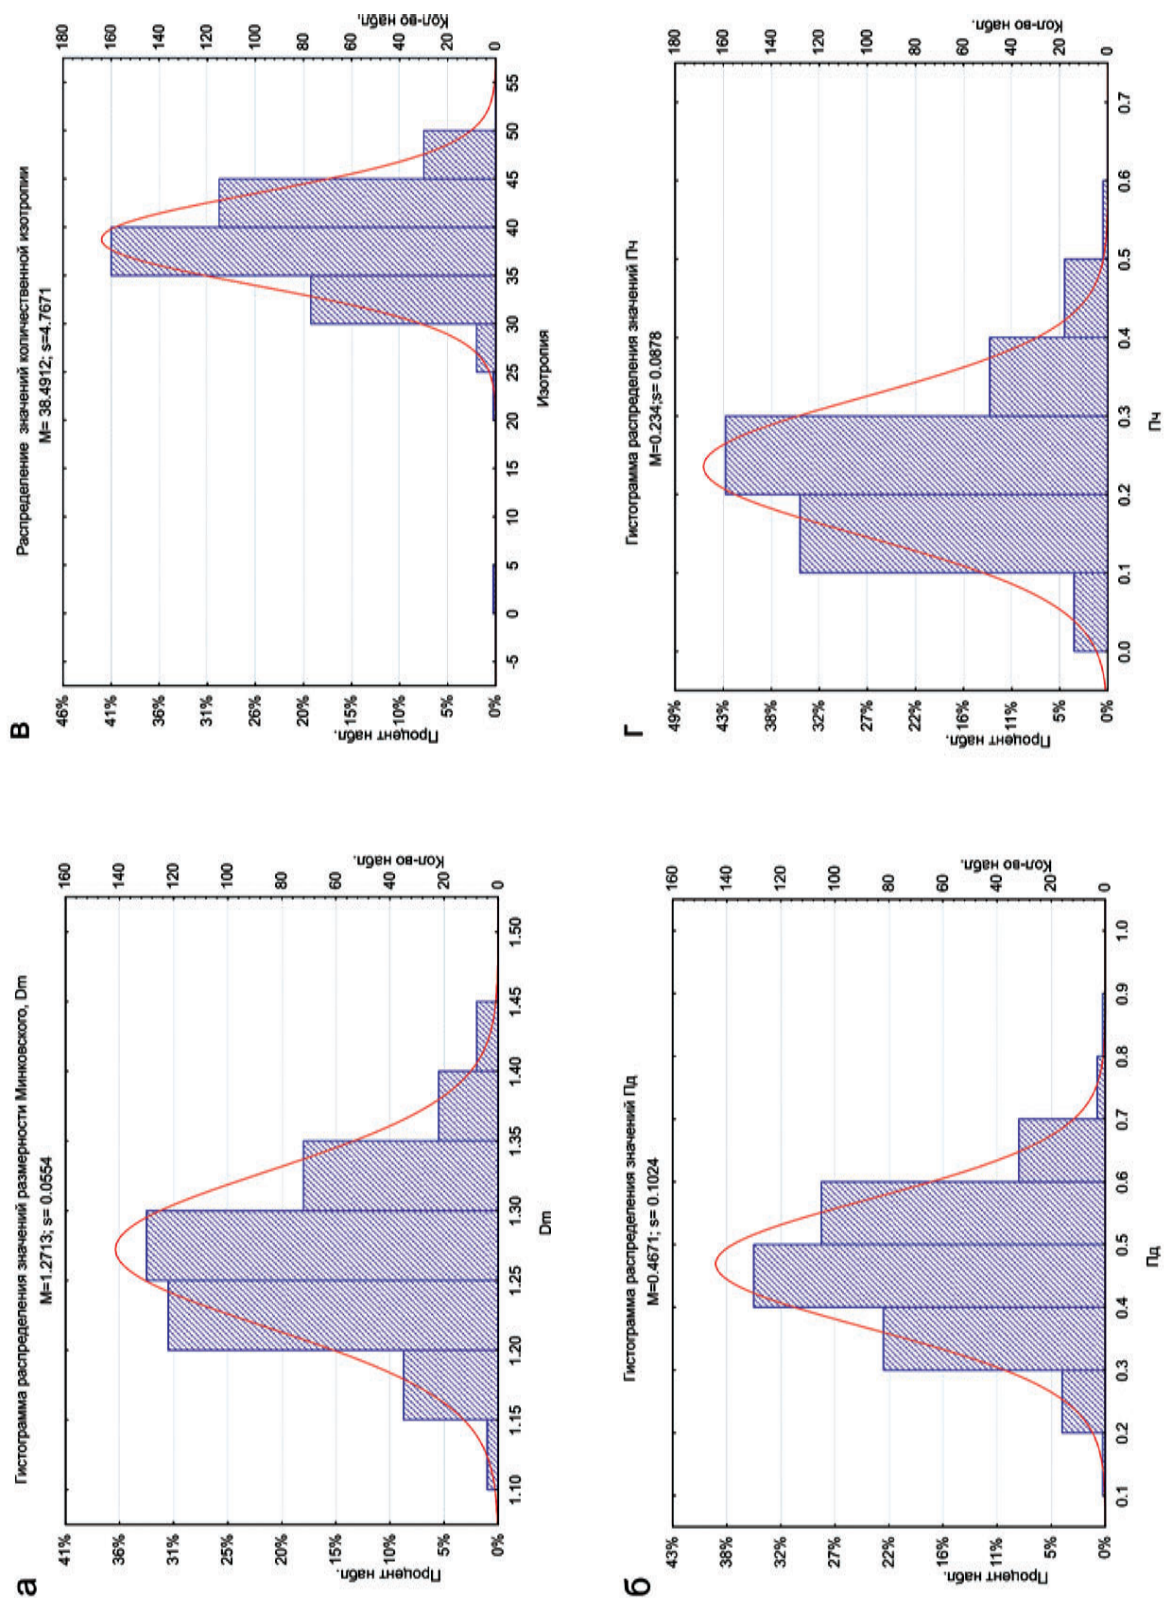 а
Гистограмма распределения значений размерности Минковского, Dm
M=1.2713; s= 0.0554
41%
36%
31%
25%
20%
15%
10%
5%
0%
Процент набл.
160
140
120
100
80
60
40
20
0
Кол-во набл.
1.10 1.15 1.20 1.25 1.30 1.35 1.40 1.45 1.50
Dm
в
Распределение значений количественной изотропии
M= 38.4912; s=4.7671
46%
41%
36%
31%
26%
20%
15%
10%
5%
0%
Процент набл.
180
160
140
120
100
80
60
40
20
0
Кол-во набл.
-5 0 5 10 15 20 25 30 35 40 45 50 55
Изотропия
б
Гистограмма распределения значений Пд
M=0.4671; s= 0.1024
43%
38%
32%
27%
22%
16%
11%
5%
0%
Процент набл.
160
140
120
100
80
60
40
20
0
Кол-во набл.
0.1 0.2 0.3 0.4 0.5 0.6 0.7 0.8 0.9 1.0
Пд
г
Гистограмма распределения значений Пч
M=0.234;s= 0.0878
49%
43%
38%
32%
27%
22%
16%
11%
5%
0%
Процент набл.
180
160
140
120
100
80
60
40
20
0
Кол-во набл.
0.0 0.1 0.2 0.3 0.4 0.5 0.6 0.7
Пч